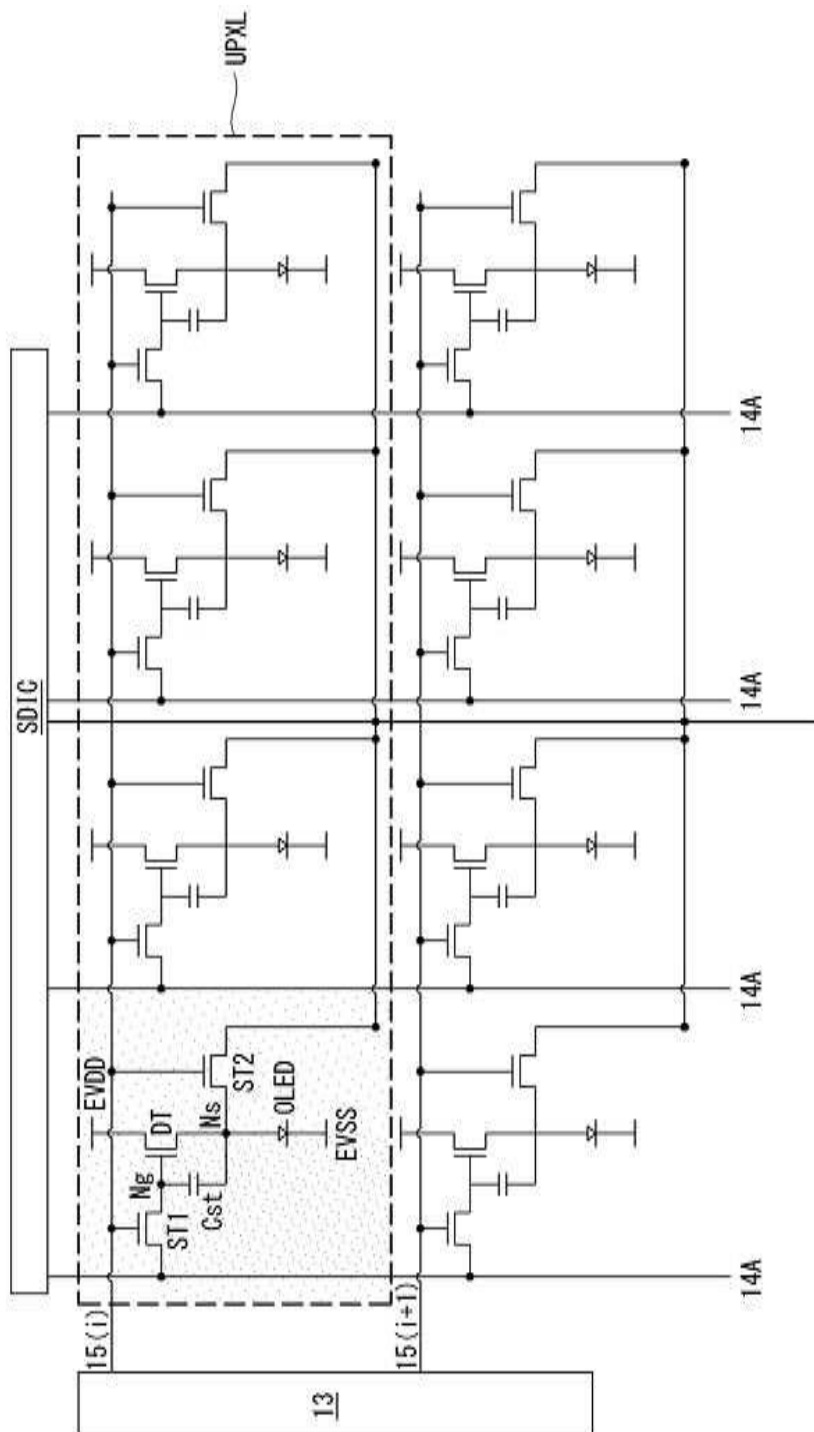 SDIC
UPXL
15(i)
EVDD
Ng
DT
ST1
Cst
Ns
ST2
OLED
EVSS
15(i+1)
13
14A
14A
14A
14A